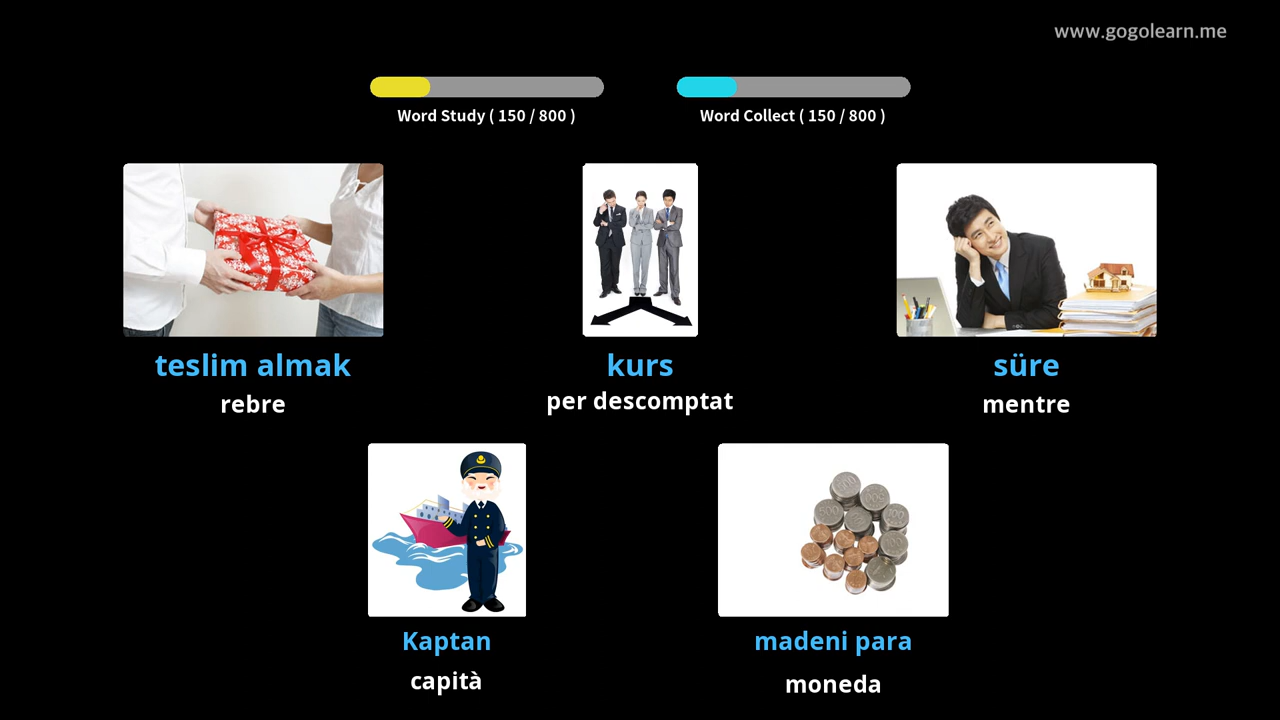 www.gogolearn.me
Word Study ( 150 / 800 )
Word Collect ( 150 / 800 )
teslim almak
rebre
kurs
per descomptat
süre
mentre
Kaptan
capità
madeni para
moneda